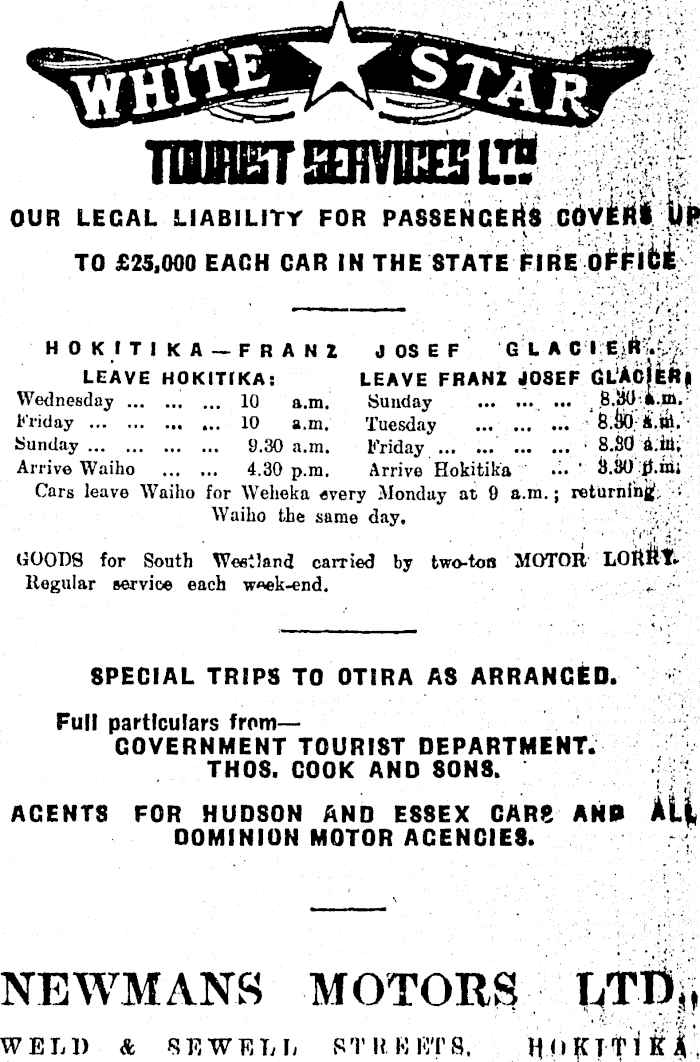 WHITE STAR
TOURIST SERVICES LTD
OUR LEGAL LIABILITY FOR PASSENGERS COVERS UP
TO £25,000 EACH CAR IN THE STATE FIRE OFFICE
HOKITIKA—FRANZ JOSEF GLACIER.
LEAVE HOKITIKA:
Wednesday ... ... ... 10 a.m.
Friday ... ... ... ... 10 a.m.
Sunday ... ... ... ... 9.30 a.m.
Arrive Waiho ... ... 4.30 p.m.
LEAVE FRANZ JOSEF GLACIER:
Sunday ... ... ... 8.30 a.m.
Tuesday ... ... ... 8.30 a.m.
Friday ... ... ... ... 8.30 a.m.
Arrive Hokitika ... 3.30 p.m.
Cars leave Waiho for Weheka every Monday at 9 a.m.; returning
Waiho the same day.
GOODS for South Westland carried by two-ton MOTOR LORRY.
Regular service each week-end.
SPECIAL TRIPS TO OTIRA AS ARRANGED.
Full particulars from—
GOVERNMENT TOURIST DEPARTMENT.
THOS. COOK AND SONS.
AGENTS FOR HUDSON AND ESSEX CARS AND ALL
DOMINION MOTOR AGENCIES.
NEWMANS MOTORS LTD.,
WELD & SEWELL STREETS, HOKITIKA